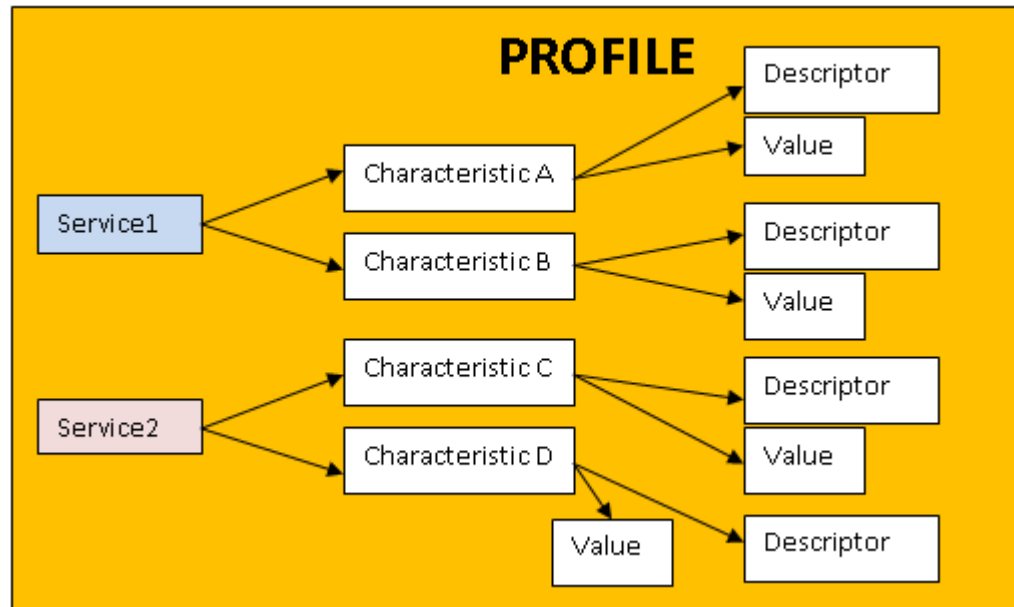 PROFILE
Descriptor
Value
Characteristic A
Service1
Characteristic B
Descriptor
Value
Characteristic C
Descriptor
Service2
Characteristic D
Value
Value
Descriptor